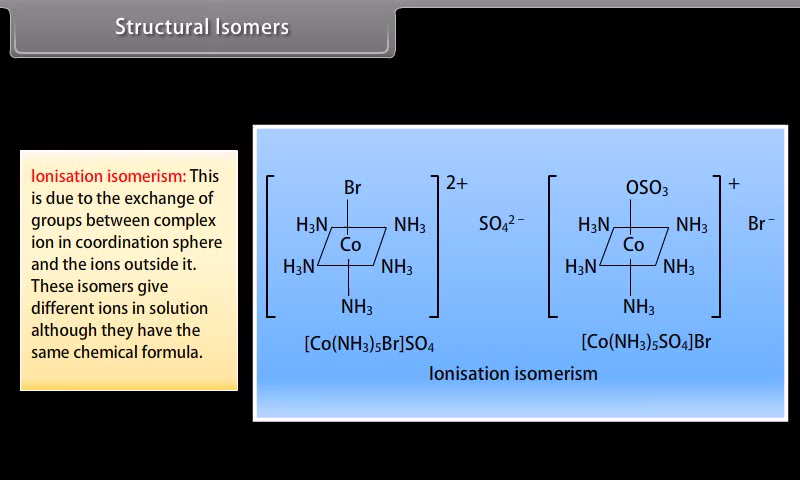 Structural Isomers
Ionisation isomerism: This
is due to the exchange of
groups between complex
ion in coordination sphere
and the ions outside it.
These isomers give
different ions in solution
although they have the
same chemical formula.
Br
2+
H₃N
NH₃
SO₄²⁻
Co
H₃N
NH₃
NH₃
[Co(NH₃)₅Br]SO₄
OSO₃
+
H₃N
NH₃
Br⁻
Co
H₃N
NH₃
NH₃
[Co(NH₃)₅SO₄]Br
Ionisation isomerism